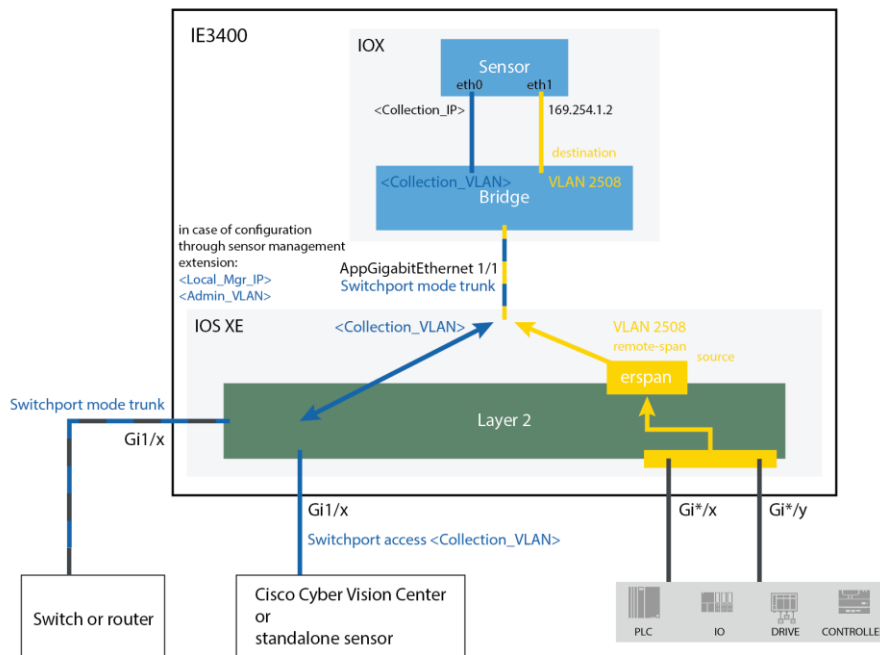 IE3400
IOX
Sensor
eth0
eth1
<Collection_IP>
169.254.1.2
destination
<Collection_VLAN>
VLAN 2508
Bridge
in case of configuration
through sensor management
extension:
<Local_Mgr_IP>
<Admin_VLAN>
AppGigabitEthernet 1/1
Switchport mode trunk
IOS XE
<Collection_VLAN>
VLAN 2508
remote-span
source
erspan
Switchport mode trunk
Layer 2
Gi1/x
Gi1/x
Gi*/x
Gi*/y
Switchport access <Collection_VLAN>
Switch or router
Cisco Cyber Vision Center
or
standalone sensor
PLC
IO
DRIVE
CONTROLLE